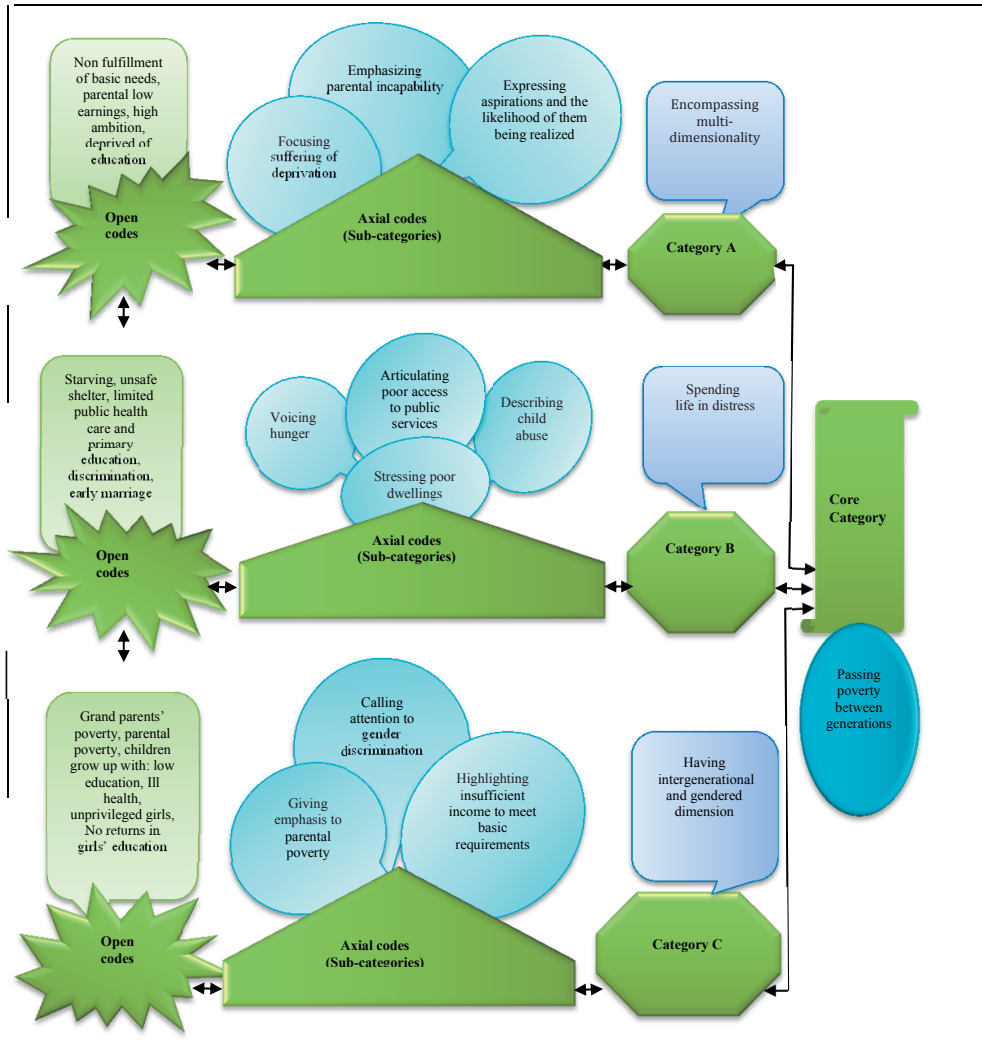 Non fulfillment
of basic needs,
parental low
earnings, high
ambition,
deprived of
education
Open
codes
Focusing
suffering of
deprivation
Emphasizing
parental incapability
Expressing
aspirations and the
likelihood of them
being realized
Axial codes
(Sub-categories)
Encompassing
multi-
dimensionality
Category A
Starving, unsafe
shelter, limited
public health
care and
primary
education,
discrimination,
early marriage
Open
codes
Voicing
hunger
Articulating
poor access
to public
services
Describing
child
abuse
Stressing poor
dwellings
Axial codes
(Sub-categories)
Spending
life in distress
Category B
Core
Category
Passing
poverty
between
generations
Grand parents’
poverty, parental
poverty, children
grow up with: low
education, Ill
health,
unprivileged girls,
No returns in
girls’ education
Open
codes
Giving
emphasis to
parental
poverty
Calling
attention to
gender
discrimination
Highlighting
insufficient
income to meet
basic
requirements
Axial codes
(Sub-categories)
Having
intergenerational
and gendered
dimension
Category C